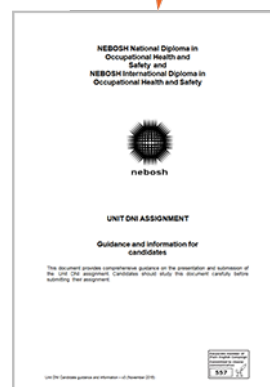 NEBOSH National Diploma in
Occupational Health and
Safety and
NEBOSH International Diploma in
Occupational Health and Safety
nebosh
UNIT DNI ASSIGNMENT
Guidance and information for
candidates
This document provides comprehensive guidance on the presentation and submission of
the Unit DNI assignment. Candidates should study this document carefully before
submitting their assignment.
557